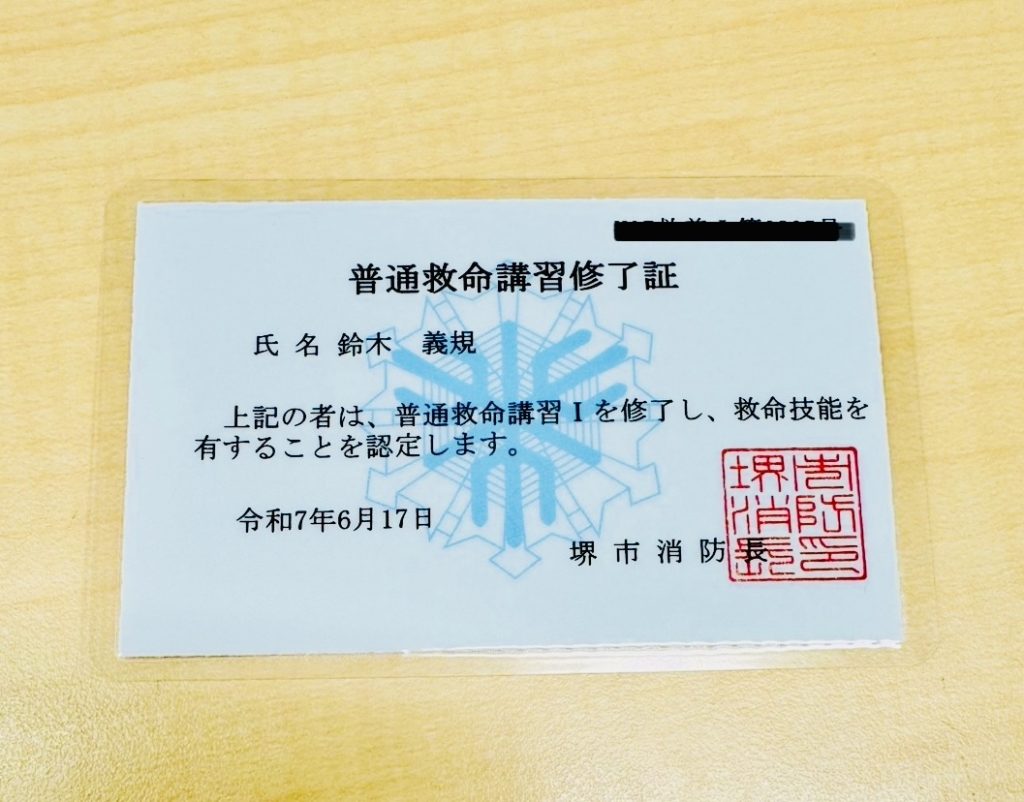 普通救命講習修了証
氏 名 鈴木 義規
上記の者は、普通救命講習Ⅰを修了し、救命技能を
有することを認定します。
令和7年6月17日
堺 市 消 防 長